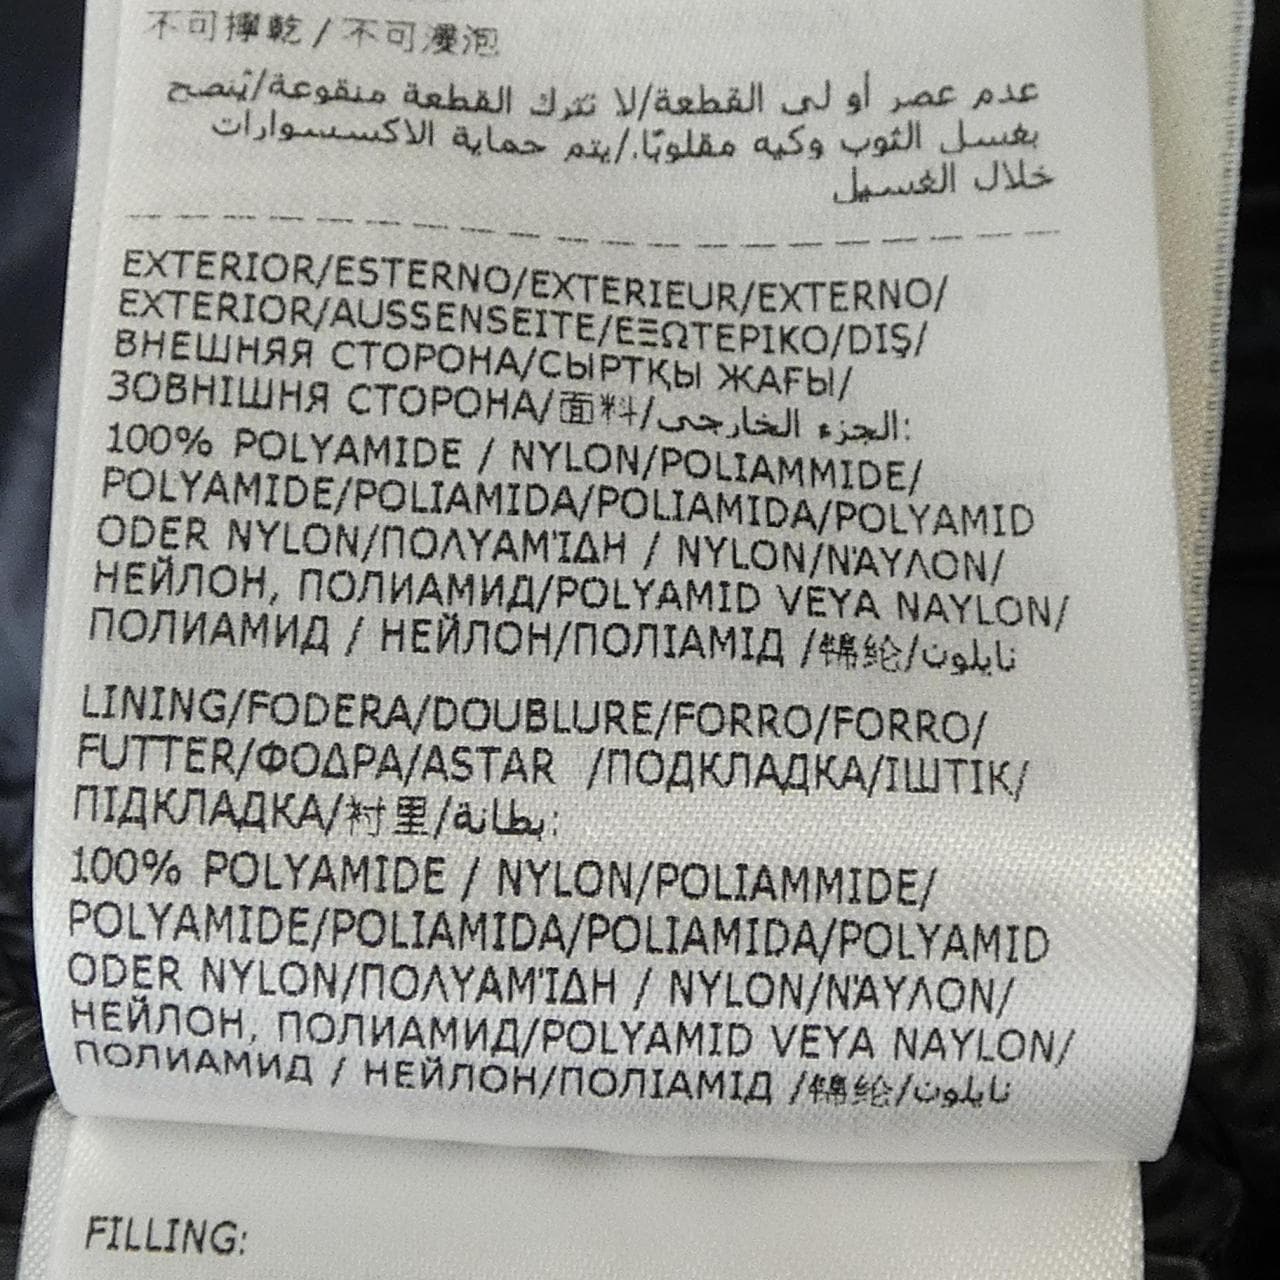 不可擰乾 / 不可浸泡
عدم عصر أو لى القطعة/لا تترك القطعة منقوعة/يُنصح
بغسل الثوب وكيه مقلوبًا./يتم حماية الاكسسوارات
خلال الغسيل
EXTERIOR/ESTERNO/EXTERIEUR/EXTERNO/
EXTERIOR/AUSSENSEITE/ΕΞΩΤΕΡΙΚΟ/DIŞ/
ВНЕШНЯЯ СТОРОНА/СЫРТҚЫ ЖАҒЫ/
ЗОВНІШНЯ СТОРОНА/面料/الجزء الخارجى:
100% POLYAMIDE / NYLON/POLIAMMIDE/
POLYAMIDE/POLIAMIDA/POLIAMIDA/POLYAMID
ODER NYLON/ΠΟΛΥΑΜΊΔΗ / NYLON/ΝΆΥΛΟΝ/
НЕЙЛОН, ПОЛИАМИД/POLYAMID VEYA NAYLON/
ПОЛИАМИД / НЕЙЛОН/ПОЛІАМІД /锦纶/نايلون
LINING/FODERA/DOUBLURE/FORRO/FORRO/
FUTTER/ΦΟΔΡΑ/ASTAR /ПОДКЛАДКА/ІШТІК/
ПІДКЛАДКА/衬里/بطانة:
100% POLYAMIDE / NYLON/POLIAMMIDE/
POLYAMIDE/POLIAMIDA/POLIAMIDA/POLYAMID
ODER NYLON/ΠΟΛΥΑΜΊΔΗ / NYLON/ΝΆΥΛΟΝ/
НЕЙЛОН, ПОЛИАМИД/POLYAMID VEYA NAYLON/
ПОЛИАМИД / НЕЙЛОН/ПОЛІАМІД /锦纶/نايلون
FILLING: